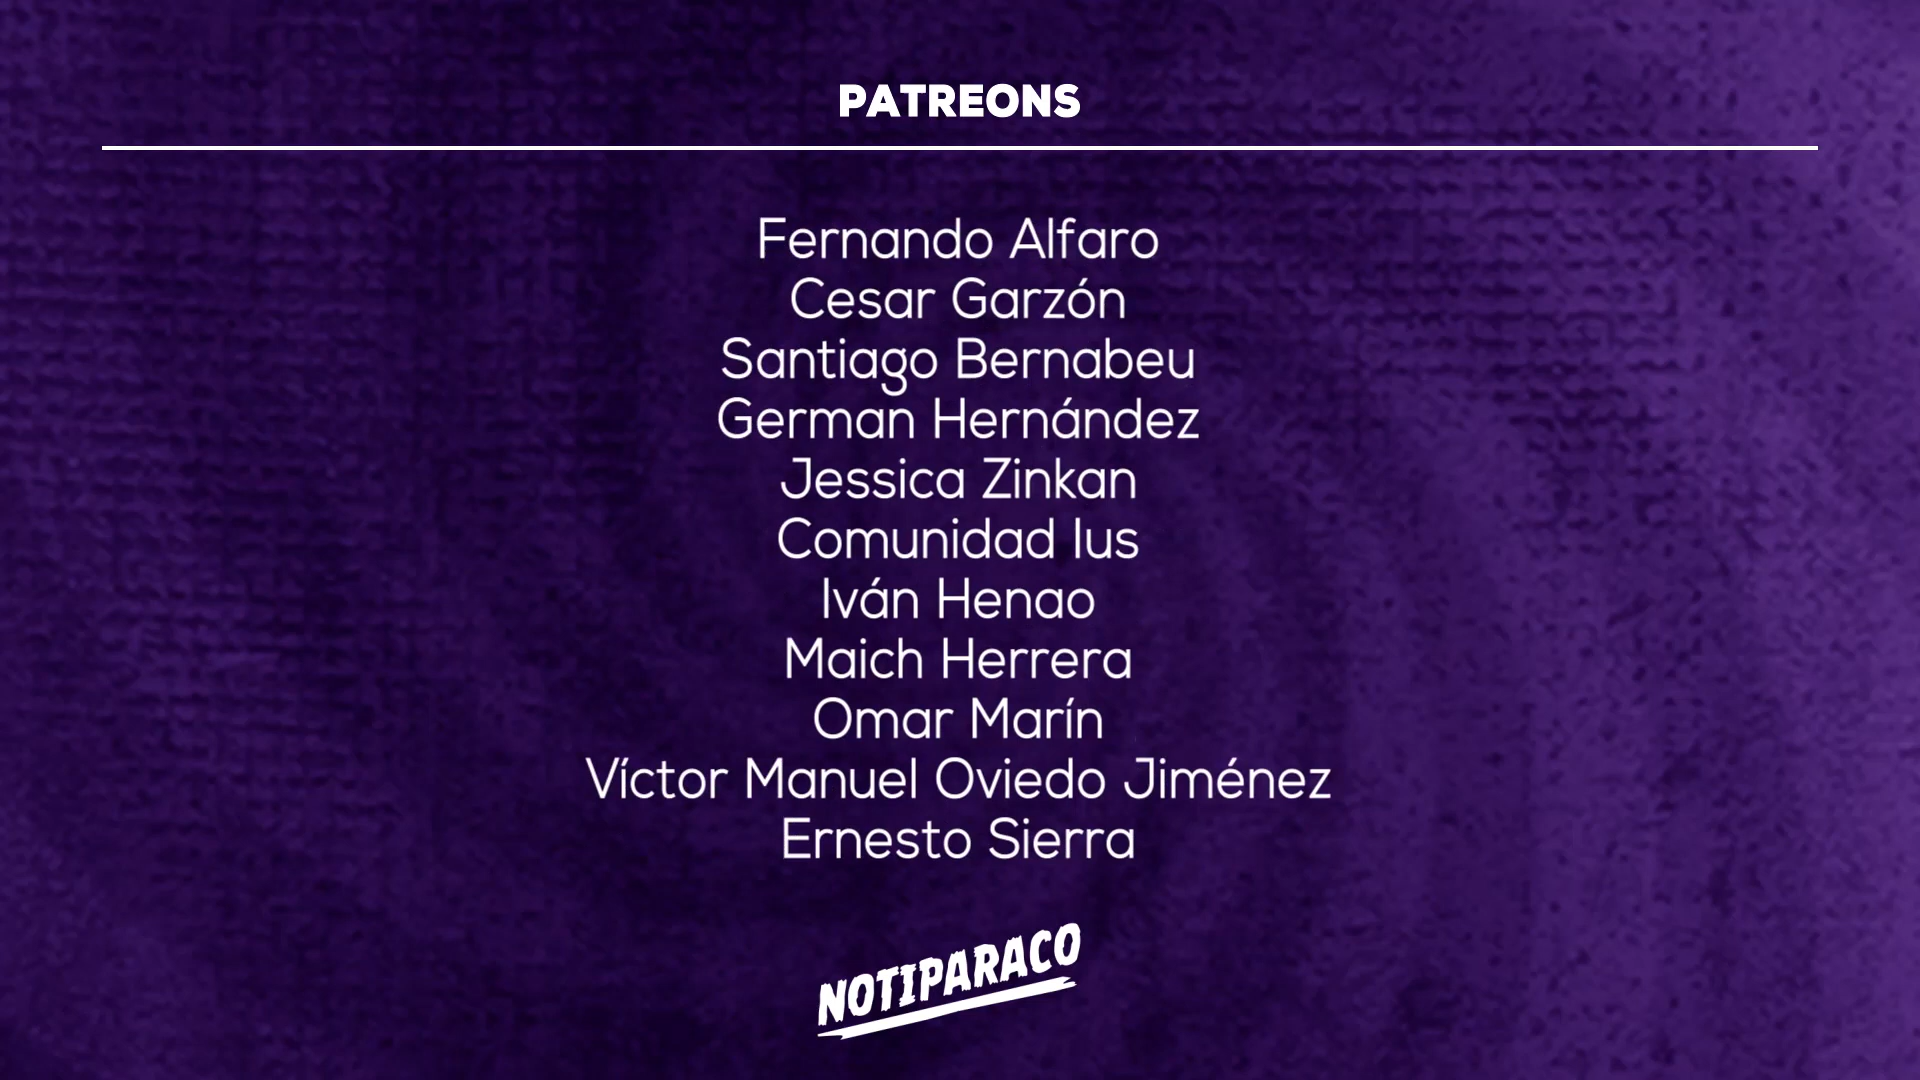 PATREONS
Fernando Alfaro
Cesar Garzón
Santiago Bernabeu
German Hernández
Jessica Zinkan
Comunidad Ius
Iván Henao
Maich Herrera
Omar Marín
Víctor Manuel Oviedo Jiménez
Ernesto Sierra
NOTIPARACO